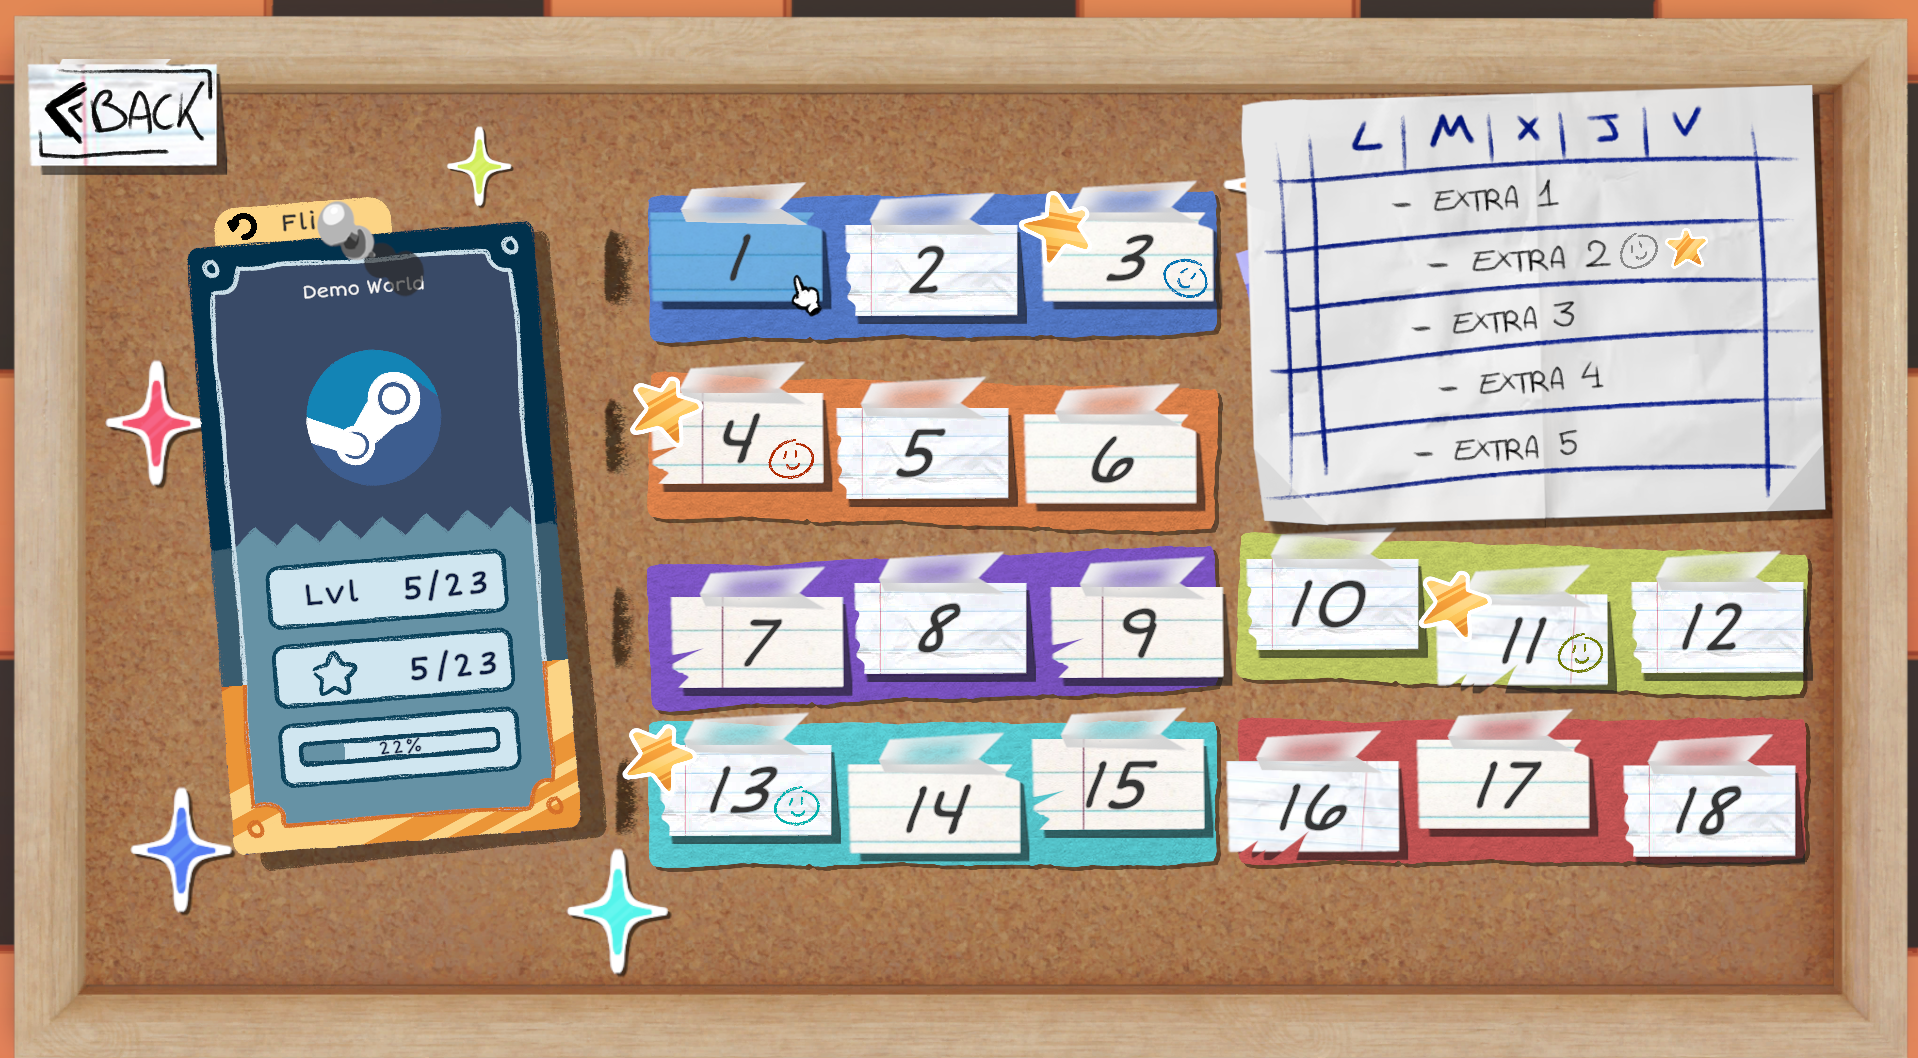 BACK
Fli
Demo World
Lvl 5/23
5/23
22%
1 2 3
4 5 6
7 8 9
10 11 12
13 14 15
16 17 18
L M X J V
- EXTRA 1
- EXTRA 2
- EXTRA 3
- EXTRA 4
- EXTRA 5